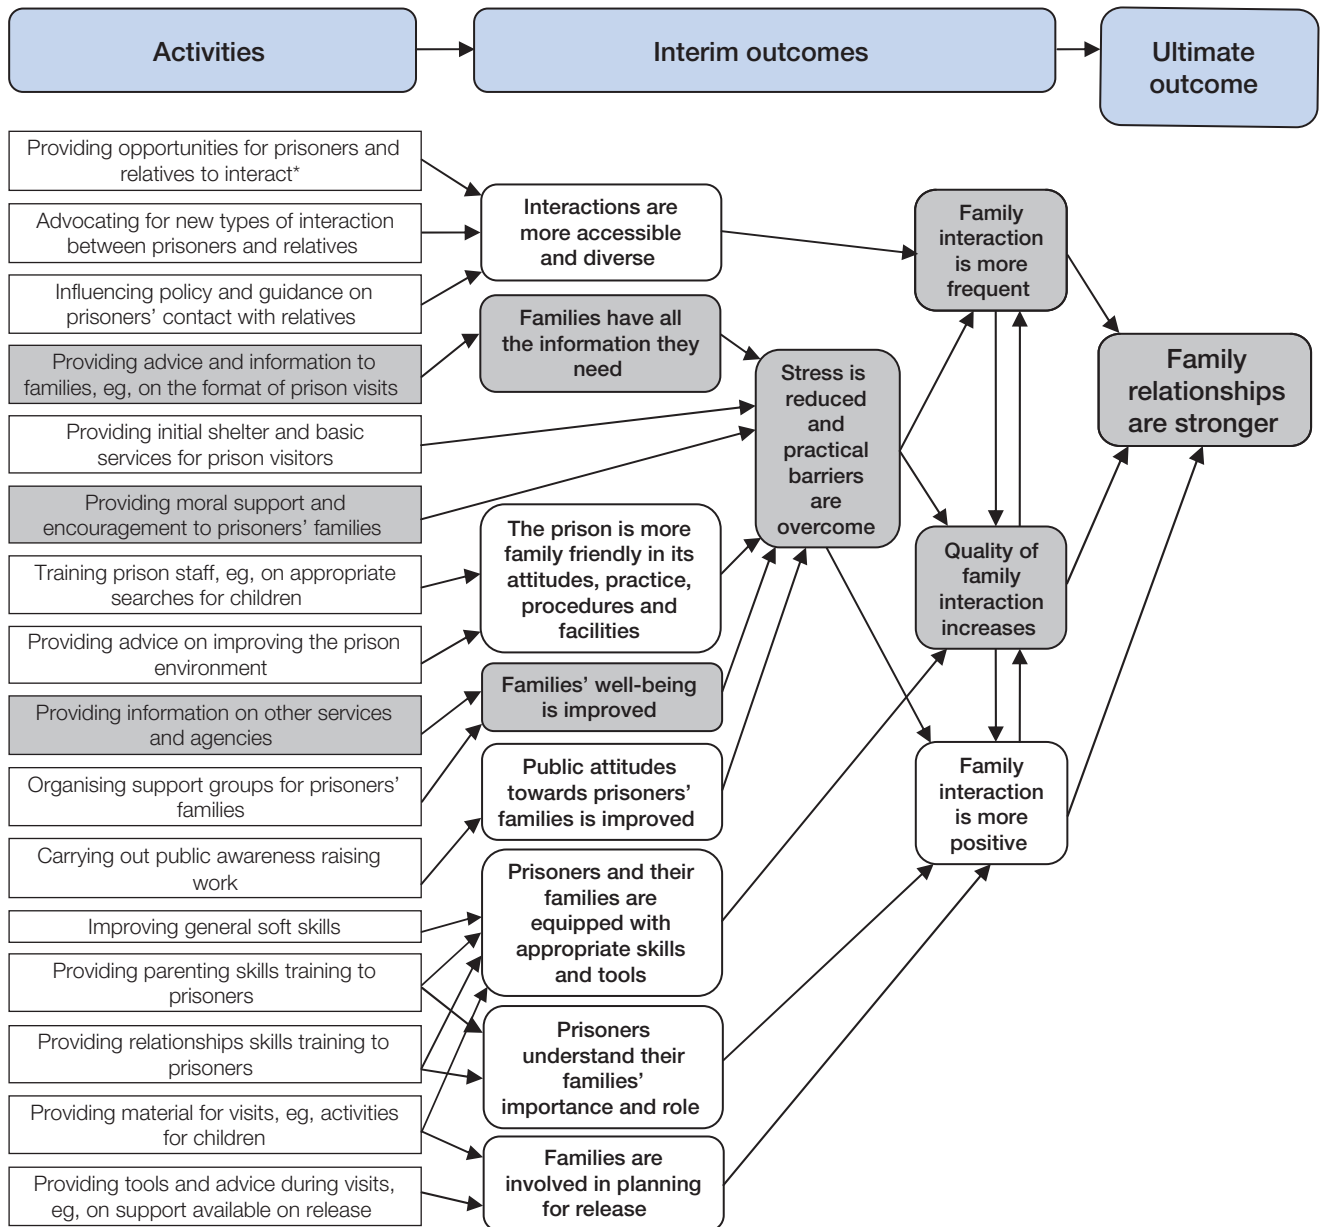 Activities
Interim outcomes
Ultimate
outcome
Providing opportunities for prisoners and
relatives to interact*
Advocating for new types of interaction
between prisoners and relatives
Influencing policy and guidance on
prisoners’ contact with relatives
Providing advice and information to
families, eg, on the format of prison visits
Providing initial shelter and basic
services for prison visitors
Providing moral support and
encouragement to prisoners’ families
Training prison staff, eg, on appropriate
searches for children
Providing advice on improving the prison
environment
Providing information on other services
and agencies
Organising support groups for prisoners’
families
Carrying out public awareness raising
work
Improving general soft skills
Providing parenting skills training to
prisoners
Providing relationships skills training to
prisoners
Providing material for visits, eg, activities
for children
Providing tools and advice during visits,
eg, on support available on release
Interactions are
more accessible
and diverse
Families have all
the information they
need
The prison is more
family friendly in its
attitudes, practice,
procedures and
facilities
Families’ well-being
is improved
Public attitudes
towards prisoners’
families is improved
Prisoners and their
families are
equipped with
appropriate skills
and tools
Prisoners
understand their
families’
importance and role
Families are
involved in planning
for release
Stress is
reduced
and
practical
barriers
are
overcome
Family
interaction
is more
frequent
Quality of
family
interaction
increases
Family
interaction
is more
positive
Family
relationships
are stronger